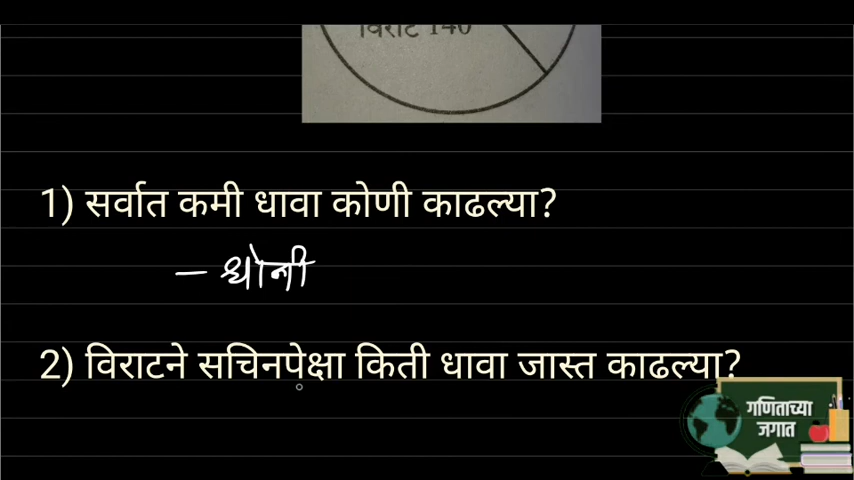 विराट 140
1) सर्वात कमी धावा कोणी काढल्या?
– धोनी
2) विराटने सचिनपेक्षा किती धावा जास्त काढल्या?
गणिताच्या
जगात